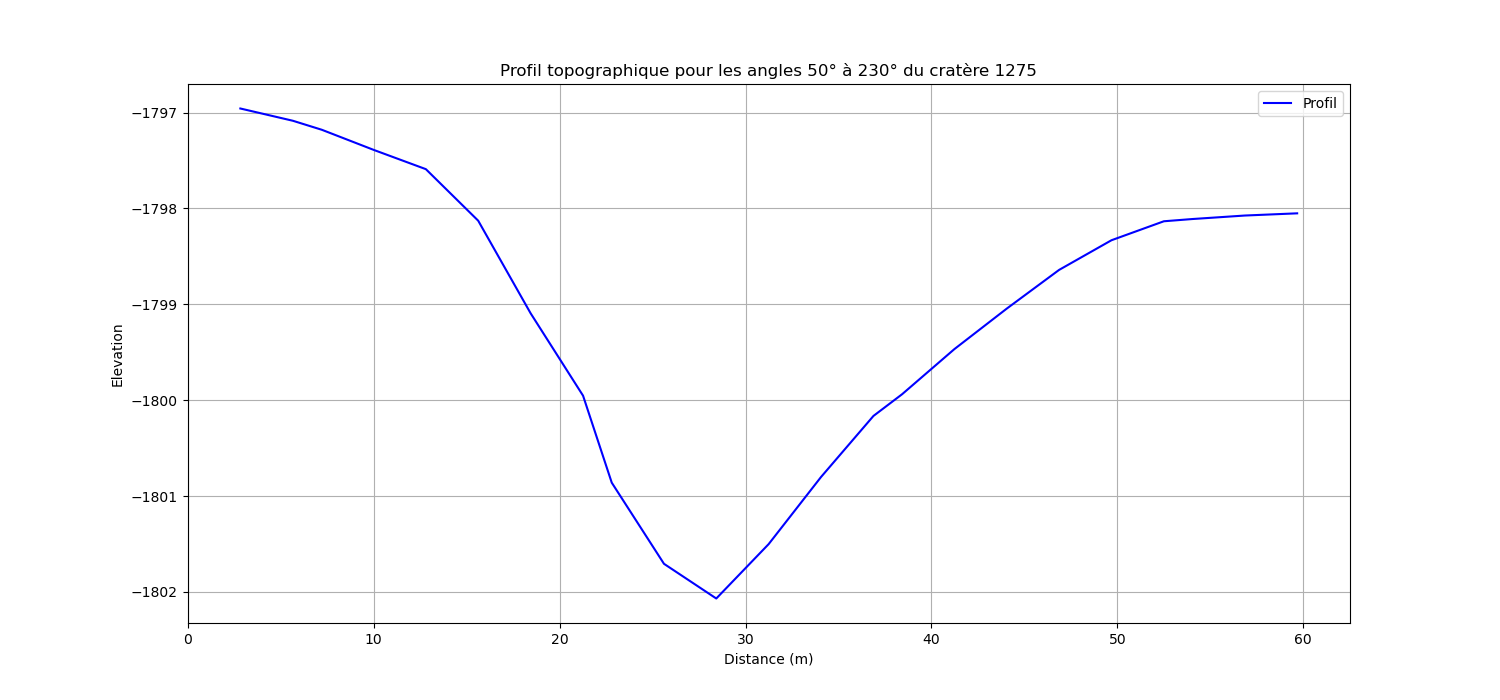 Profil topographique pour les angles 50° à 230° du cratère 1275
Profil
−1797
−1798
−1799
−1800
−1801
−1802
Elevation
0 10 20 30 40 50 60
Distance (m)